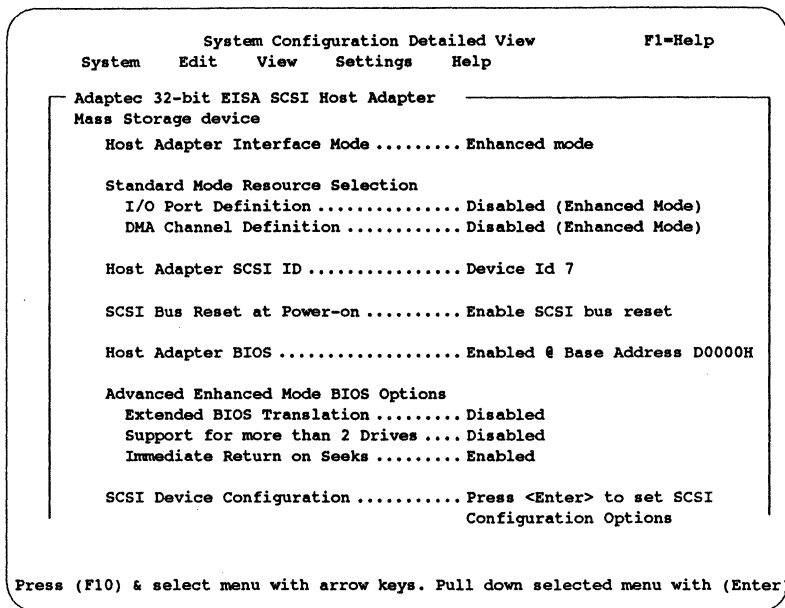 System Configuration Detailed View F1=Help
System Edit View Settings Help
Adaptec 32-bit EISA SCSI Host Adapter
Mass Storage device
Host Adapter Interface Mode ......... Enhanced mode
Standard Mode Resource Selection
I/O Port Definition ............... Disabled (Enhanced Mode)
DMA Channel Definition ............ Disabled (Enhanced Mode)
Host Adapter SCSI ID ................ Device Id 7
SCSI Bus Reset at Power-on .......... Enable SCSI bus reset
Host Adapter BIOS ................... Enabled @ Base Address D0000H
Advanced Enhanced Mode BIOS Options
Extended BIOS Translation ......... Disabled
Support for more than 2 Drives .... Disabled
Immediate Return on Seeks ......... Enabled
SCSI Device Configuration ........... Press <Enter> to set SCSI
Configuration Options
Press (F10) & select menu with arrow keys. Pull down selected menu with (Enter)